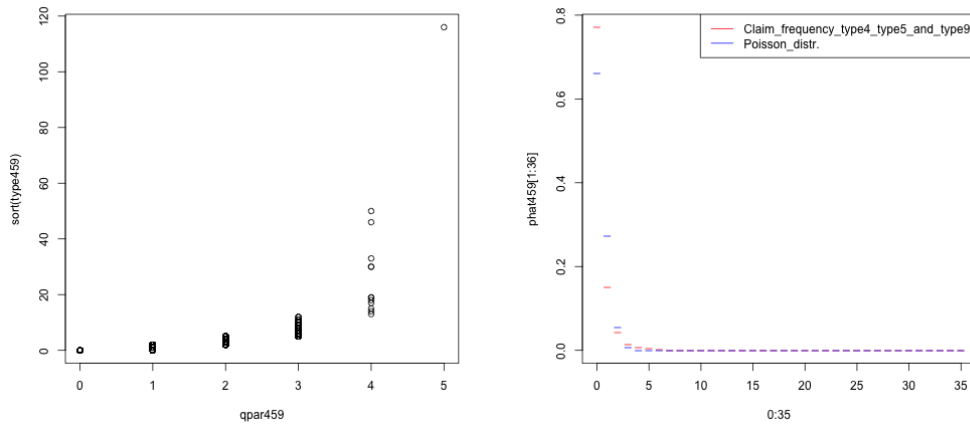 sort(type459)
120
100
80
60
40
20
0
0 1 2 3 4 5
qpar459
phat459[1:36]
0.8
0.6
0.4
0.2
0.0
Claim_frequency_type4_type5_and_type9
Poisson_distr.
0 5 10 15 20 25 30 35
0:35